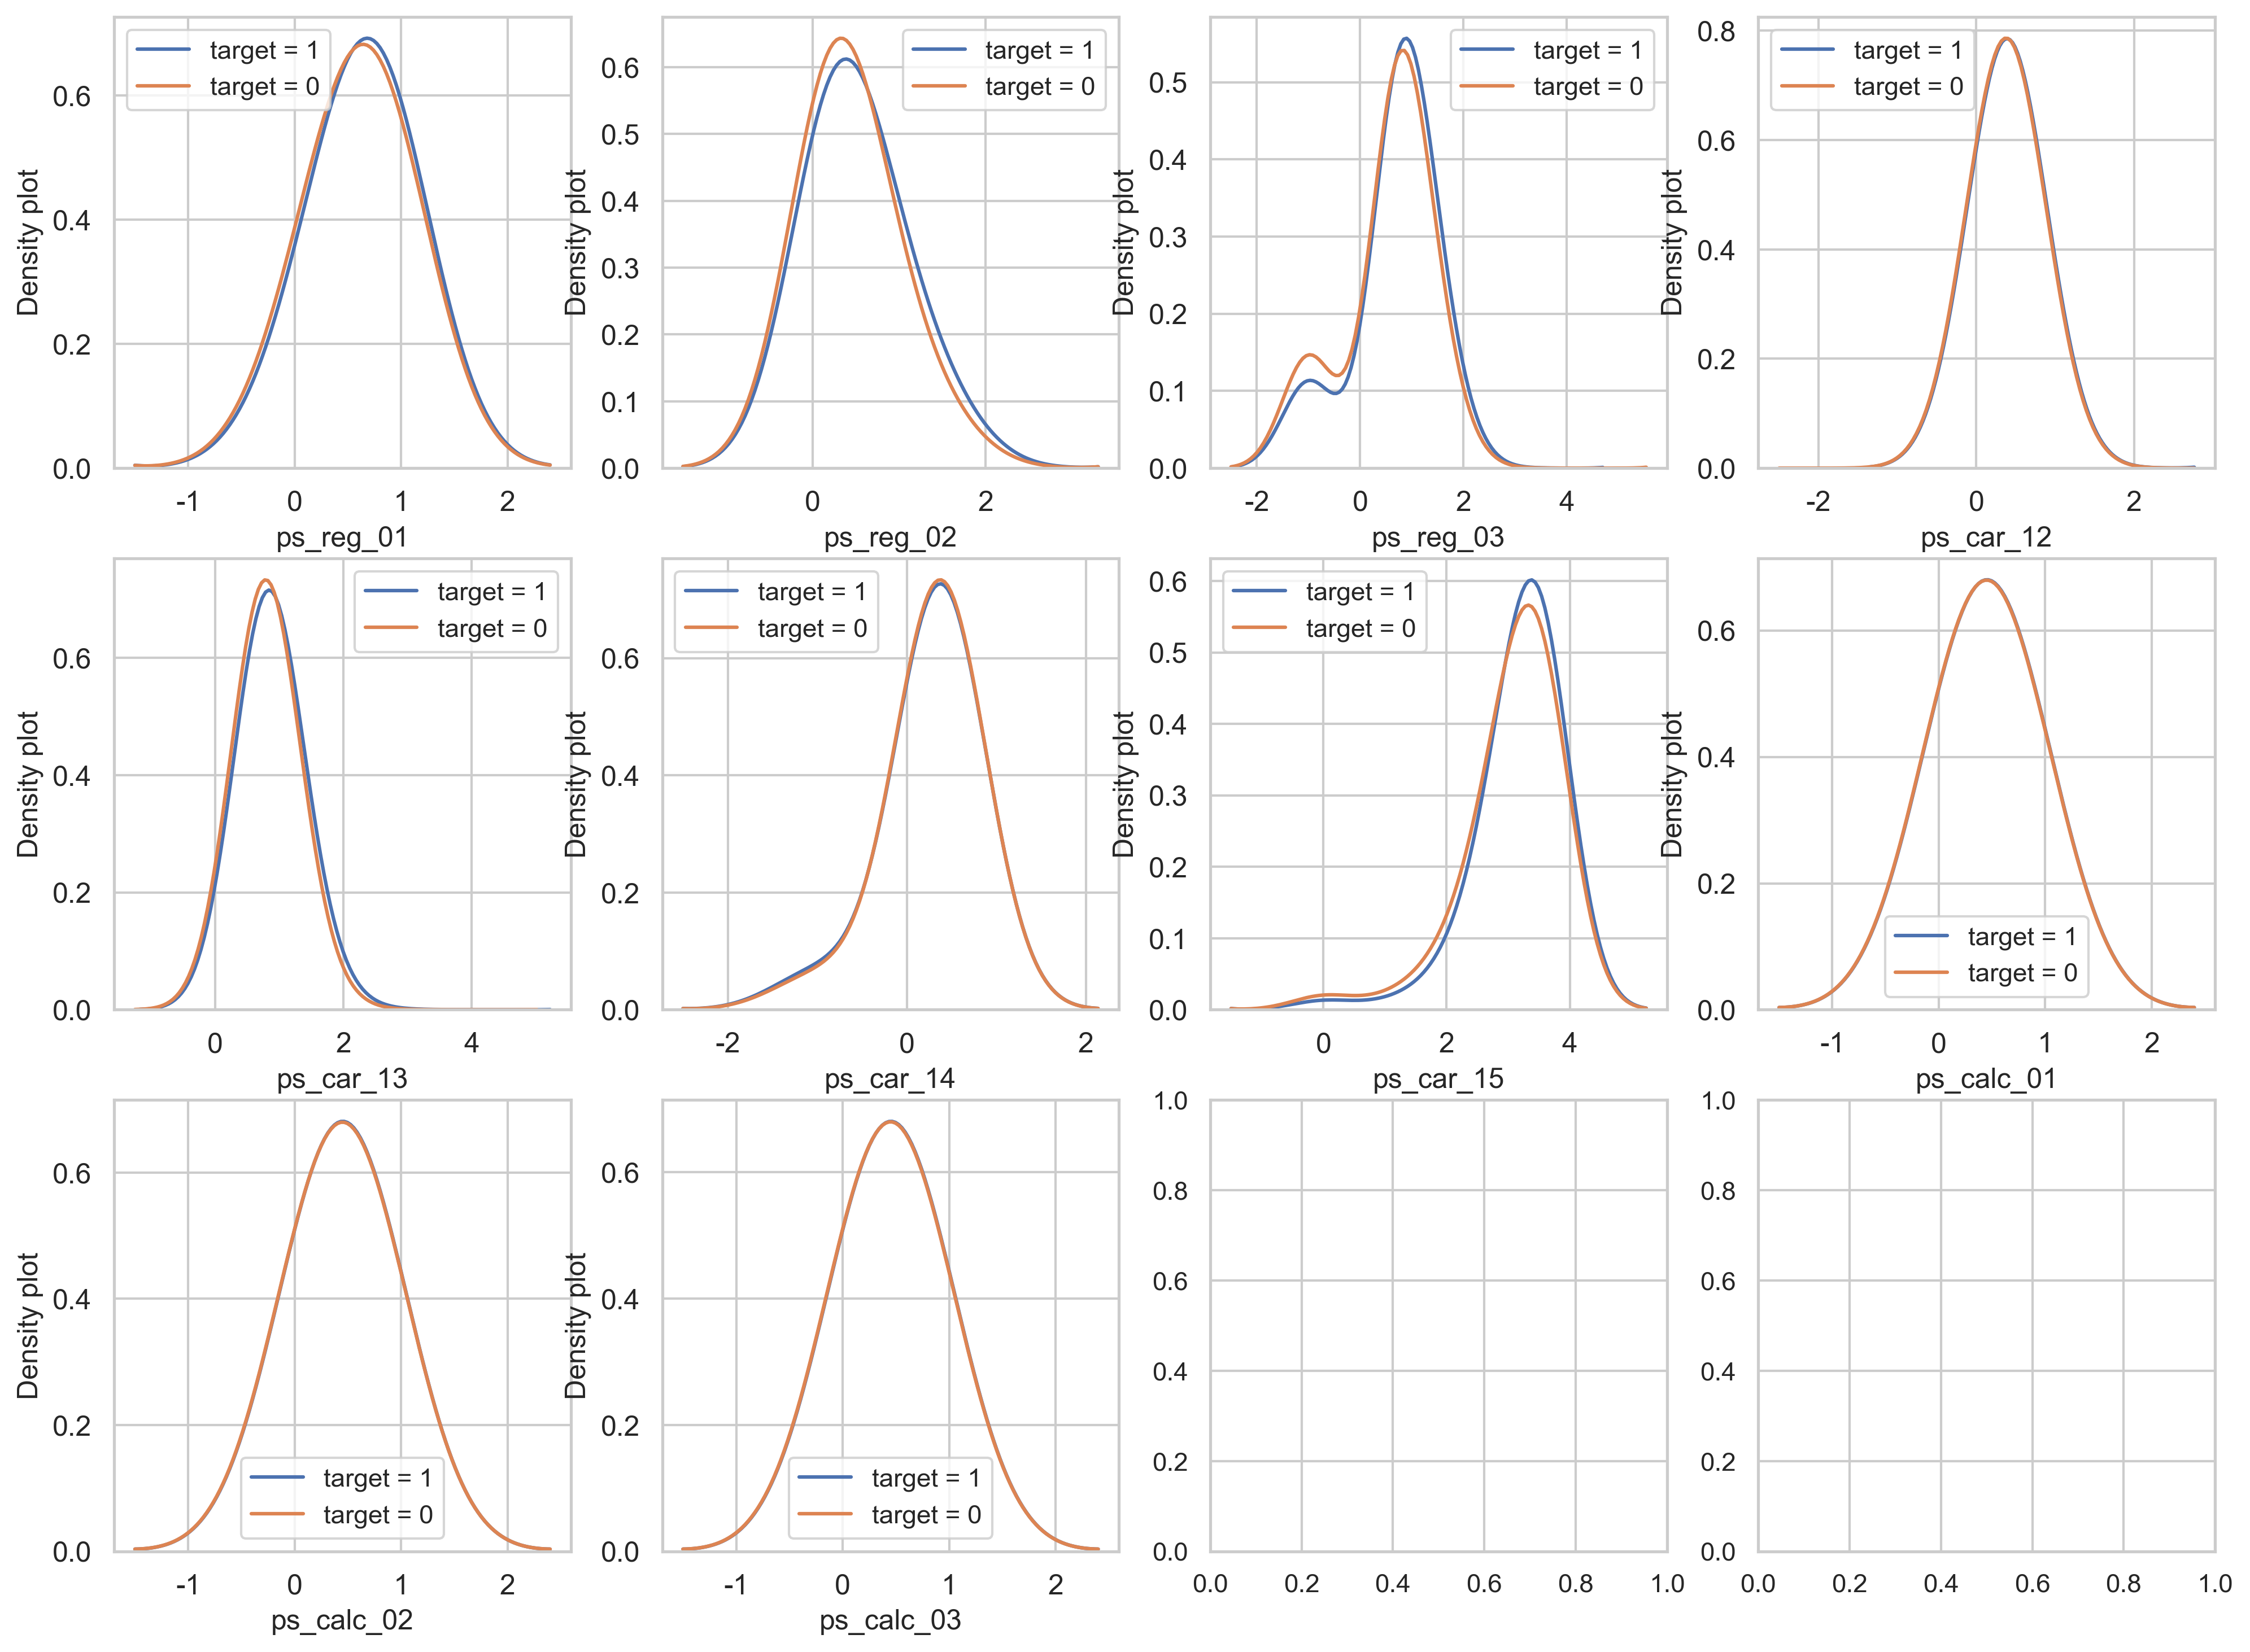 Density plot
0.0
0.2
0.4
0.6
target = 1
target = 0
-1
0
1
2
ps_reg_01
Density plot
0.0
0.1
0.2
0.3
0.4
0.5
0.6
target = 1
target = 0
0
2
ps_reg_02
Density plot
0.0
0.1
0.2
0.3
0.4
0.5
target = 1
target = 0
-2
0
2
4
ps_reg_03
Density plot
0.0
0.2
0.4
0.6
0.8
target = 1
target = 0
-2
0
2
ps_car_12
Density plot
0.0
0.2
0.4
0.6
target = 1
target = 0
0
2
4
ps_car_13
Density plot
0.0
0.2
0.4
0.6
target = 1
target = 0
-2
0
2
ps_car_14
Density plot
0.0
0.1
0.2
0.3
0.4
0.5
0.6
target = 1
target = 0
0
2
4
ps_car_15
Density plot
0.0
0.2
0.4
0.6
target = 1
target = 0
-1
0
1
2
ps_calc_01
Density plot
0.0
0.2
0.4
0.6
target = 1
target = 0
-1
0
1
2
ps_calc_02
Density plot
0.0
0.2
0.4
0.6
target = 1
target = 0
-1
0
1
2
ps_calc_03
0.0
0.2
0.4
0.6
0.8
1.0
0.0
0.2
0.4
0.6
0.8
1.0
0.0
0.2
0.4
0.6
0.8
1.0
0.0
0.2
0.4
0.6
0.8
1.0